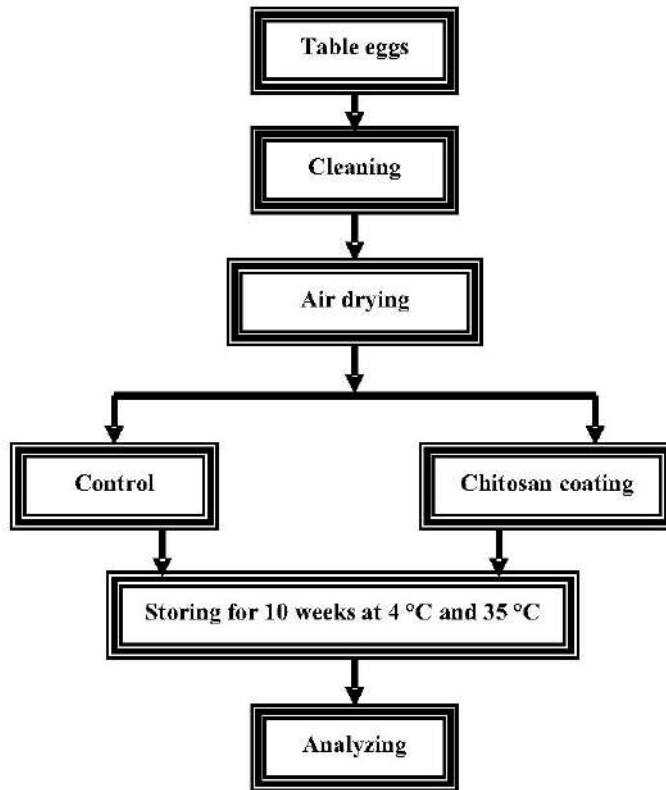 Table eggs
Cleaning
Air drying
Control
Chitosan coating
Storing for 10 weeks at 4 °C and 35 °C
Analyzing